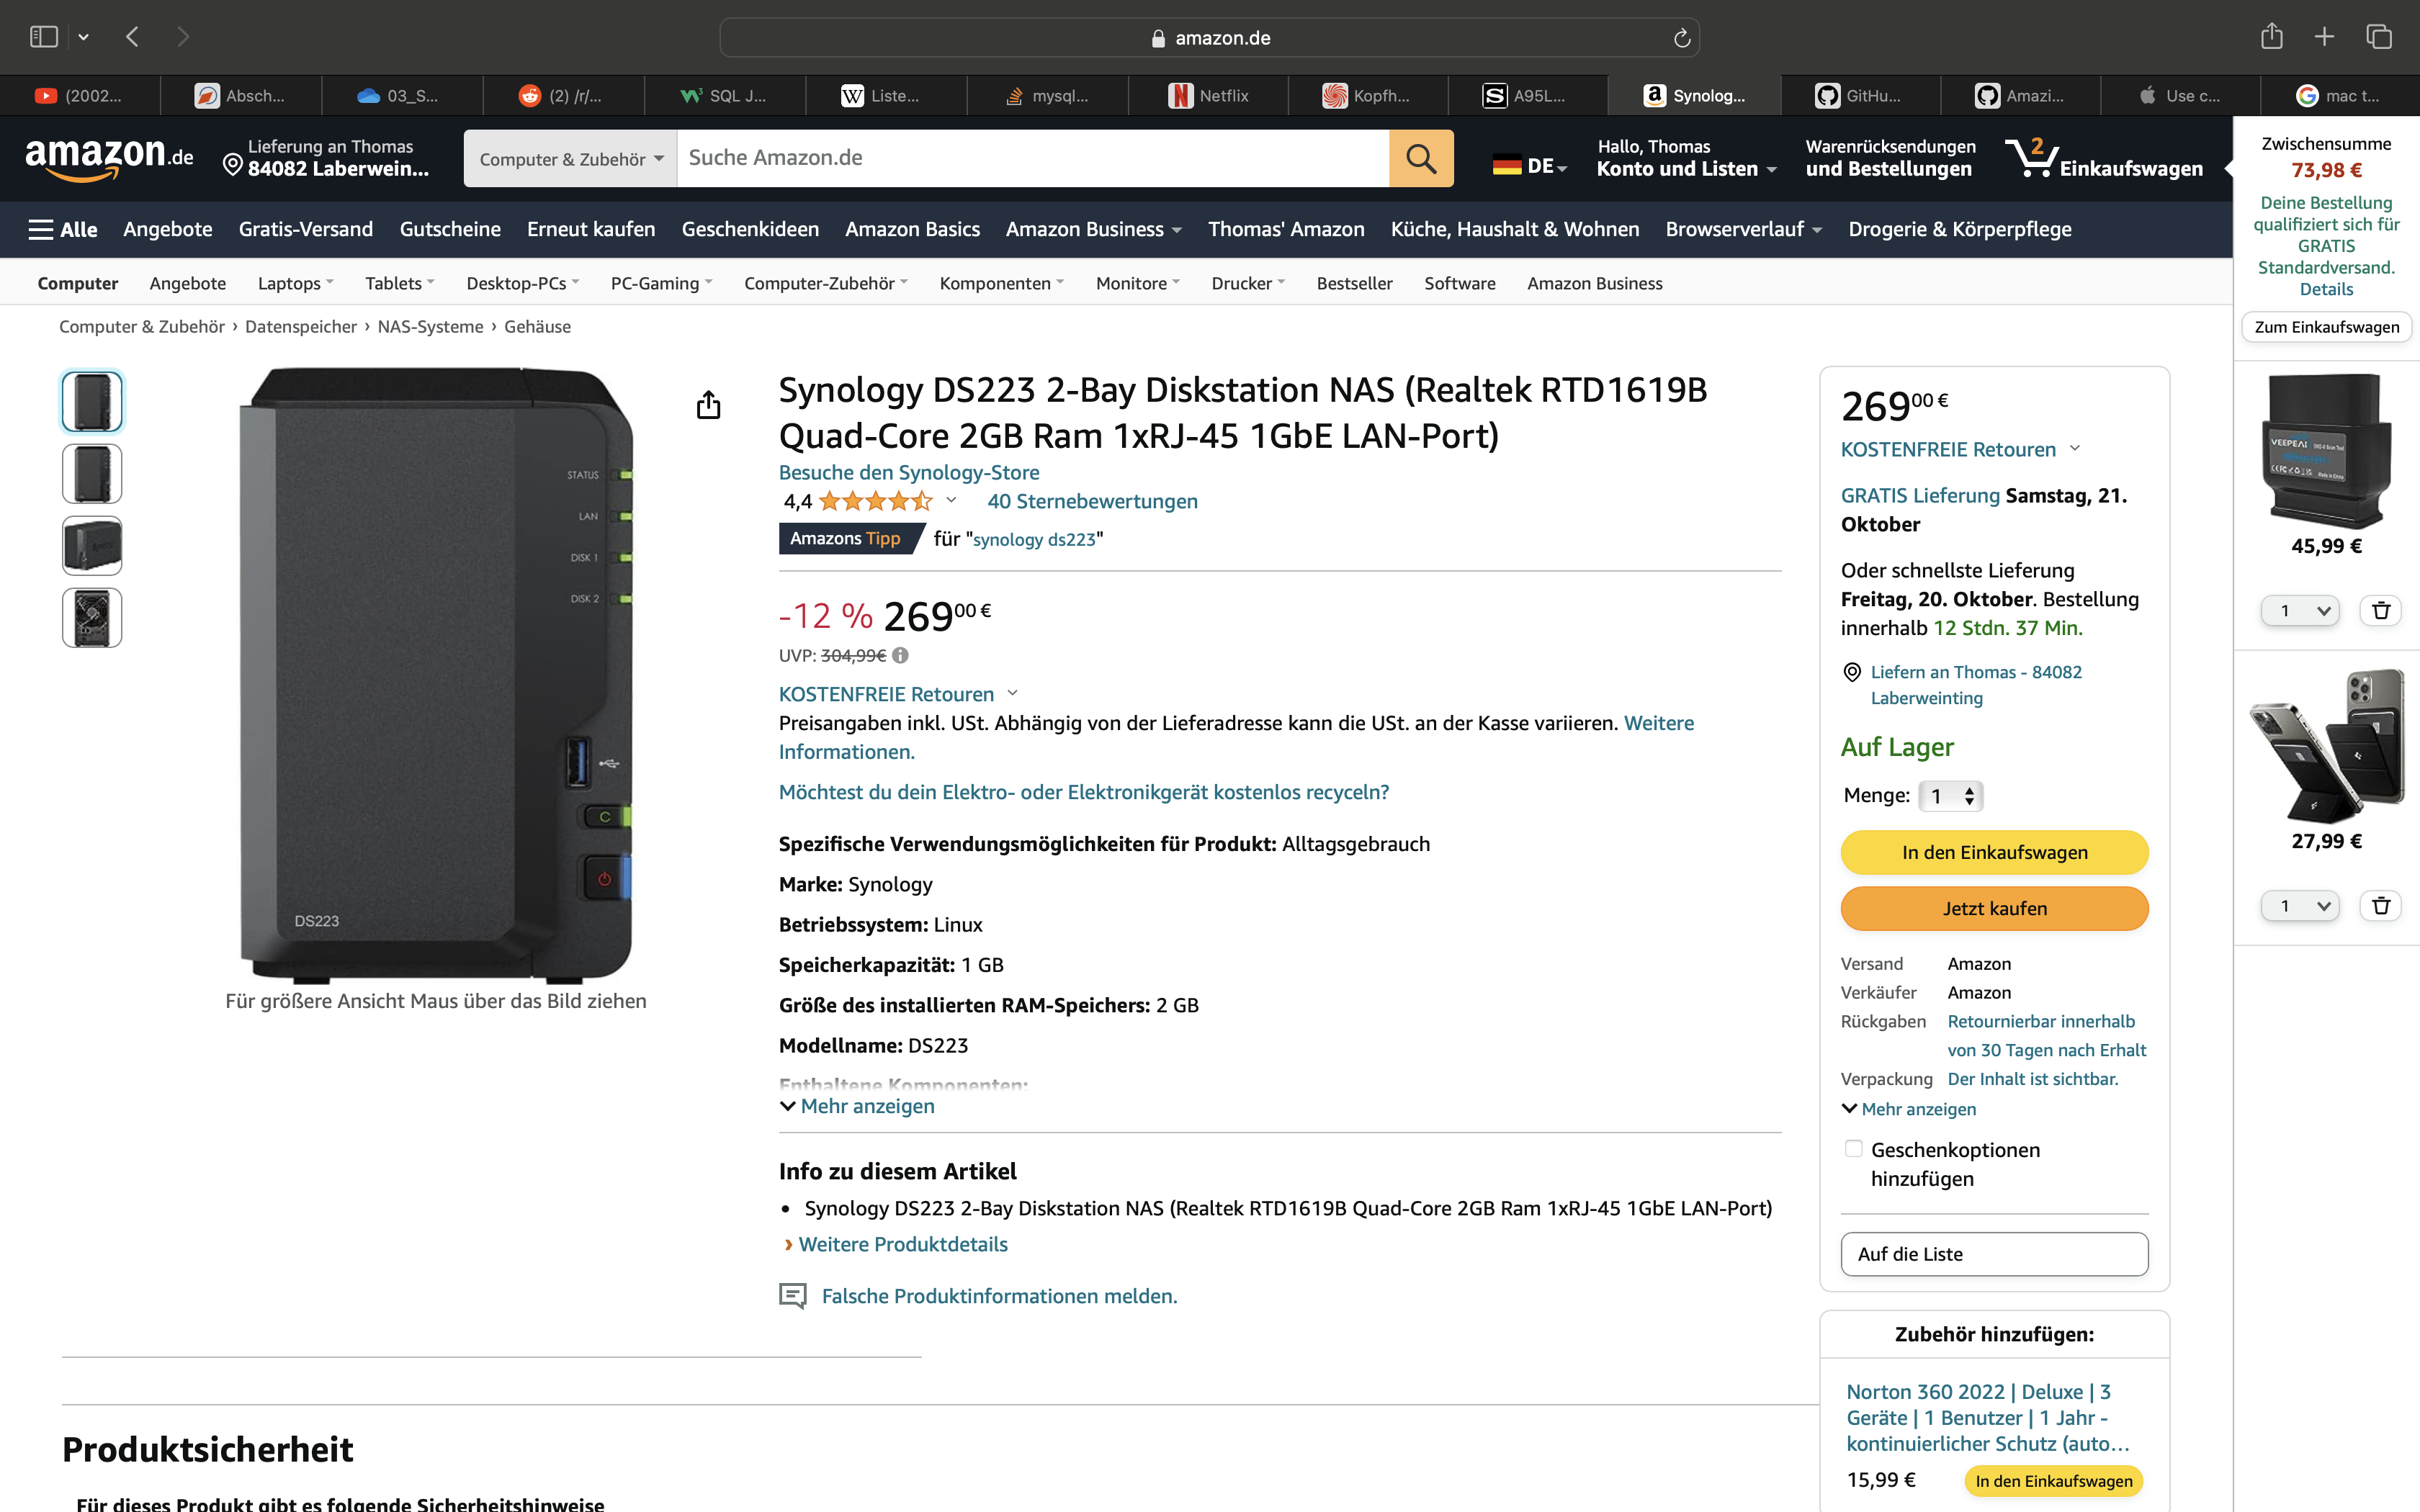 amazon.de
(2002...
Absch...
03_S...
(2) /r/...
SQL J...
Liste...
mysql...
Netflix
Kopfh...
A95L...
Synolog...
GitHu...
Amazi...
Use c...
mac t...
amazon.de
Lieferung an Thomas
84082 Laberwein...
Computer & Zubehör
Suche Amazon.de
DE
Hallo, Thomas
Konto und Listen
Warenrücksendungen
und Bestellungen
2
Einkaufswagen
Alle
Angebote
Gratis-Versand
Gutscheine
Erneut kaufen
Geschenkideen
Amazon Basics
Amazon Business
Thomas' Amazon
Küche, Haushalt & Wohnen
Browserverlauf
Drogerie & Körperpflege
Computer
Angebote
Laptops
Tablets
Desktop-PCs
PC-Gaming
Computer-Zubehör
Komponenten
Monitore
Drucker
Bestseller
Software
Amazon Business
Computer & Zubehör › Datenspeicher › NAS-Systeme › Gehäuse
STATUS
LAN
DISK 1
DISK 2
C
DS223
Für größere Ansicht Maus über das Bild ziehen
Synology DS223 2-Bay Diskstation NAS (Realtek RTD1619B
Quad-Core 2GB Ram 1xRJ-45 1GbE LAN-Port)
Besuche den Synology-Store
4,4
40 Sternebewertungen
Amazons Tipp für "synology ds223"
-12 % 269 00 €
UVP: 304,99€
KOSTENFREIE Retouren
Preisangaben inkl. USt. Abhängig von der Lieferadresse kann die USt. an der Kasse variieren. Weitere
Informationen.
Möchtest du dein Elektro- oder Elektronikgerät kostenlos recyceln?
Spezifische Verwendungsmöglichkeiten für Produkt: Alltagsgebrauch
Marke: Synology
Betriebssystem: Linux
Speicherkapazität: 1 GB
Größe des installierten RAM-Speichers: 2 GB
Modellname: DS223
Enthaltene Komponenten:
Mehr anzeigen
Info zu diesem Artikel
• Synology DS223 2-Bay Diskstation NAS (Realtek RTD1619B Quad-Core 2GB Ram 1xRJ-45 1GbE LAN-Port)
› Weitere Produktdetails
Falsche Produktinformationen melden.
269 00 €
KOSTENFREIE Retouren
GRATIS Lieferung Samstag, 21.
Oktober
Oder schnellste Lieferung
Freitag, 20. Oktober. Bestellung
innerhalb 12 Stdn. 37 Min.
Liefern an Thomas - 84082
Laberweinting
Auf Lager
Menge: 1
In den Einkaufswagen
Jetzt kaufen
Versand Amazon
Verkäufer Amazon
Rückgaben Retournierbar innerhalb
von 30 Tagen nach Erhalt
Verpackung Der Inhalt ist sichtbar.
Mehr anzeigen
Geschenkoptionen
hinzufügen
Auf die Liste
Zubehör hinzufügen:
Norton 360 2022 | Deluxe | 3
Geräte | 1 Benutzer | 1 Jahr -
kontinuierlicher Schutz (auto...
15,99 €
In den Einkaufswagen
Zwischensumme
73,98 €
Deine Bestellung
qualifiziert sich für
GRATIS
Standardversand.
Details
Zum Einkaufswagen
VEEPEAK
45,99 €
1
27,99 €
1
Produktsicherheit
Für dieses Produkt gibt es folgende Sicherheitshinweise